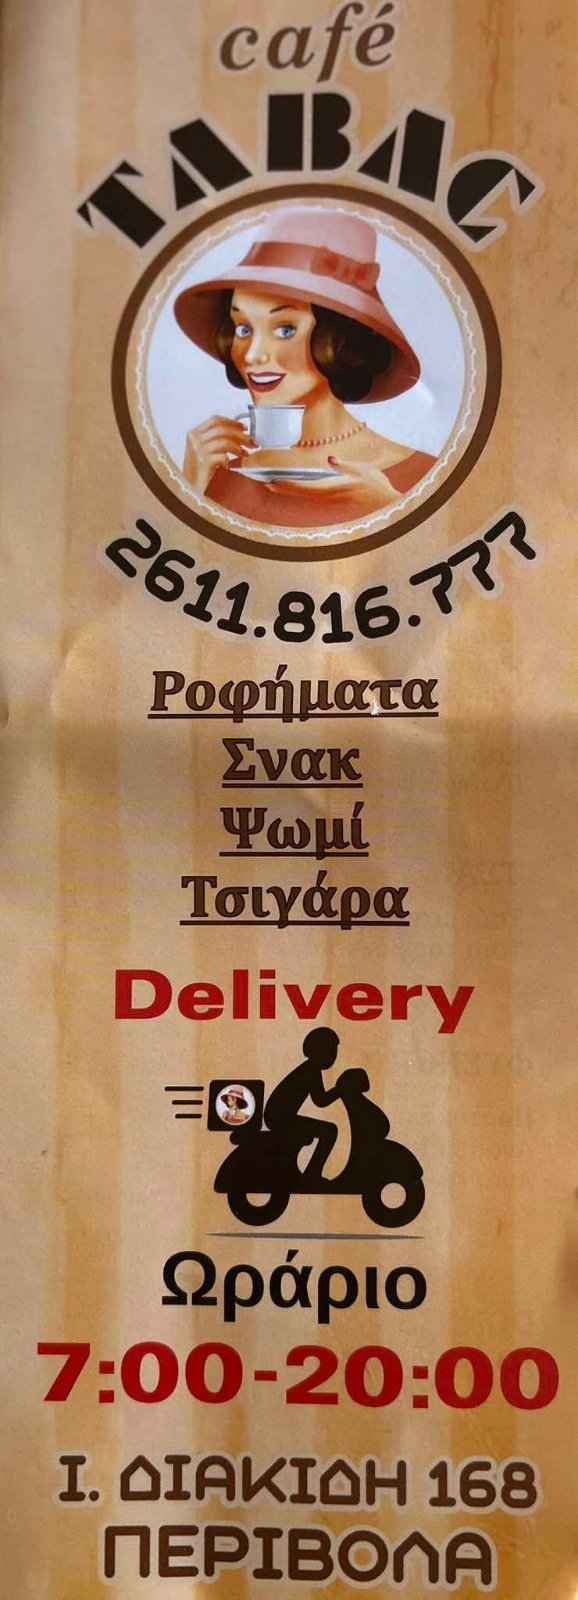 café
TABAC
2611.816.777
Ροφήματα
Σνακ
Ψωμί
Τσιγάρα
Delivery
Ωράριο
7:00-20:00
Ι. ΔΙΑΚΙΔΗ 168
ΠΕΡΙΒΟΛΑ